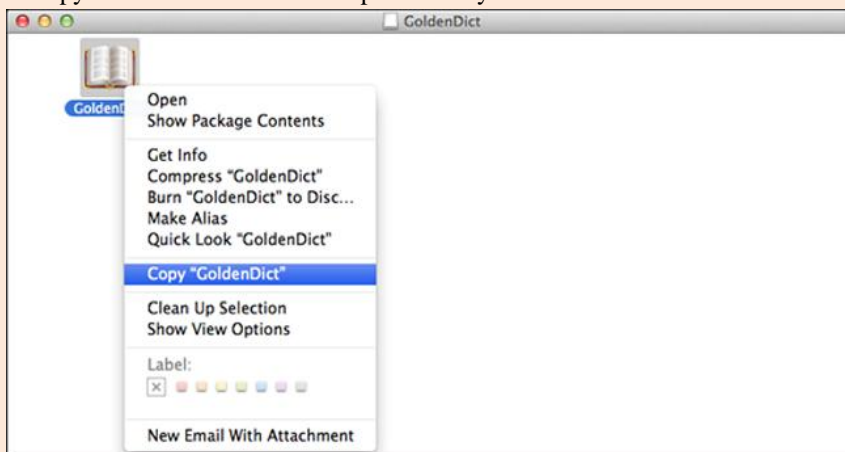 GoldenDict
Open
Show Package Contents
Get Info
Compress “GoldenDict”
Burn “GoldenDict” to Disc...
Make Alias
Quick Look “GoldenDict”
Copy “GoldenDict”
Clean Up Selection
Show View Options
Label:
New Email With Attachment